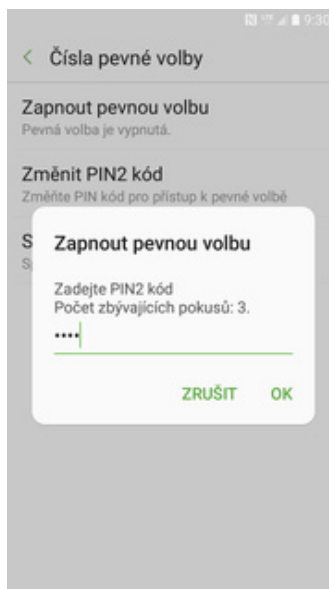 9:30
Čísla pevné volby
Zapnout pevnou volbu
Pevná volba je vypnutá.
Změnit PIN2 kód
Změňte PIN kód pro přístup k pevné volbě
S
S
Zapnout pevnou volbu
Zadejte PIN2 kód
Počet zbývajících pokusů: 3.
••••
ZRUŠIT OK